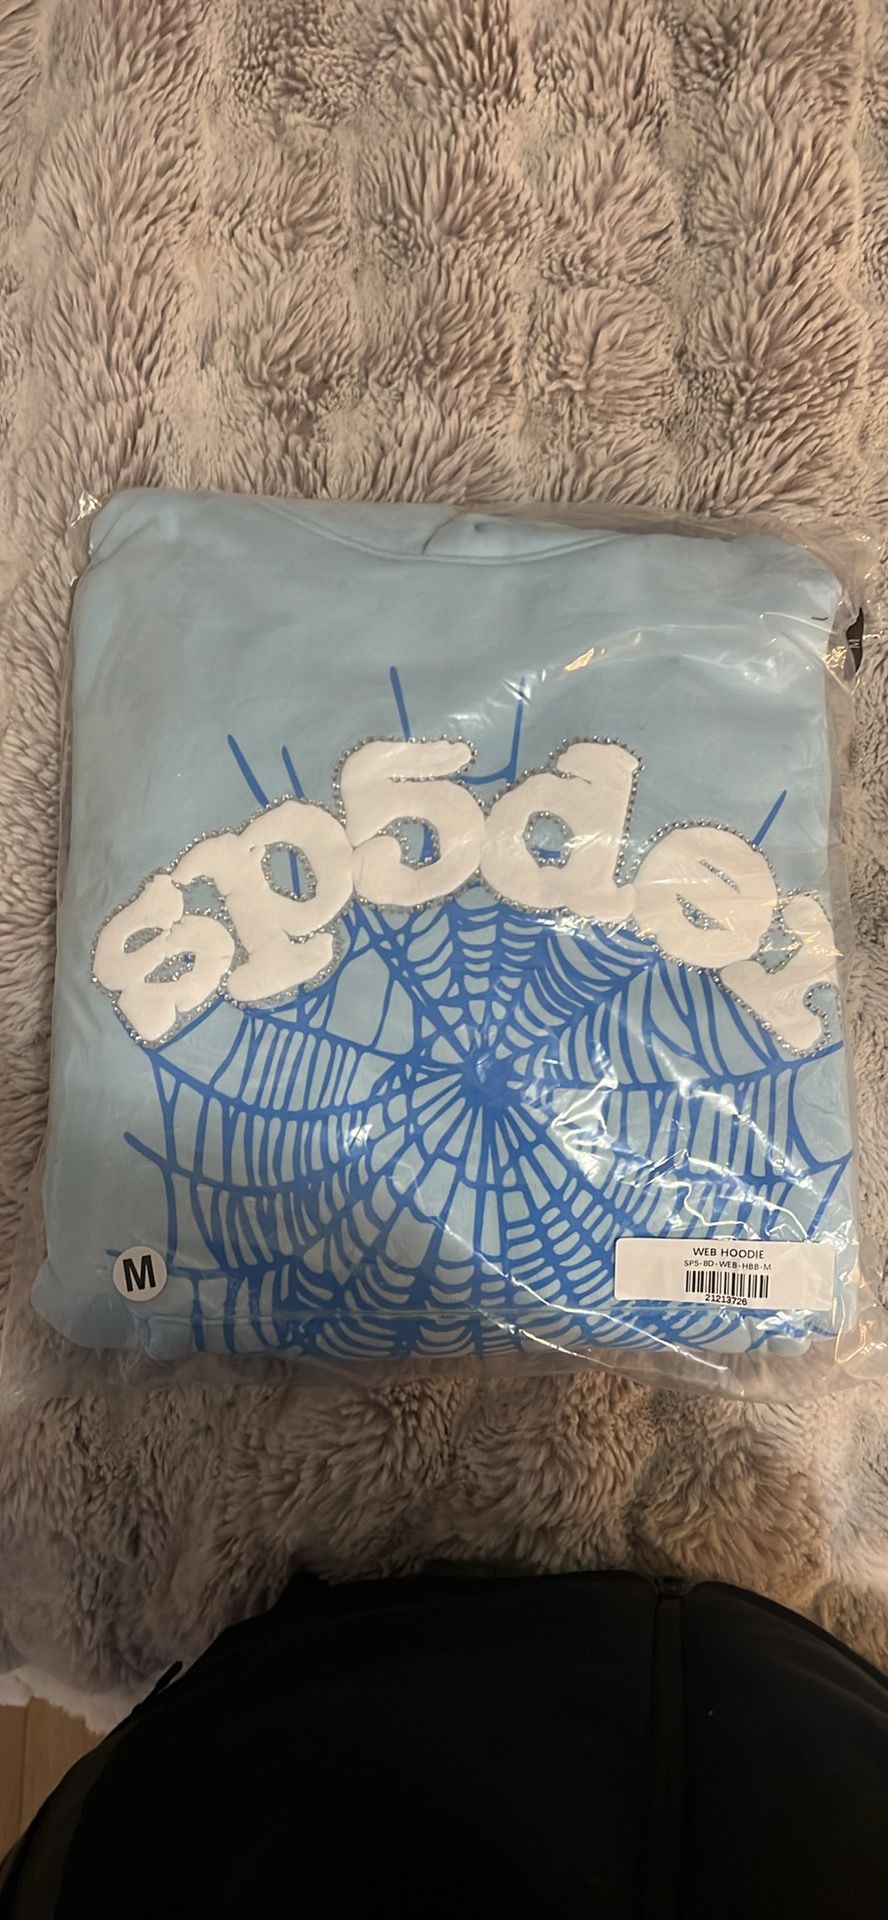 sp5der
M
WEB HOODIE
SP5-BD-WEB-HBB-M
21213726